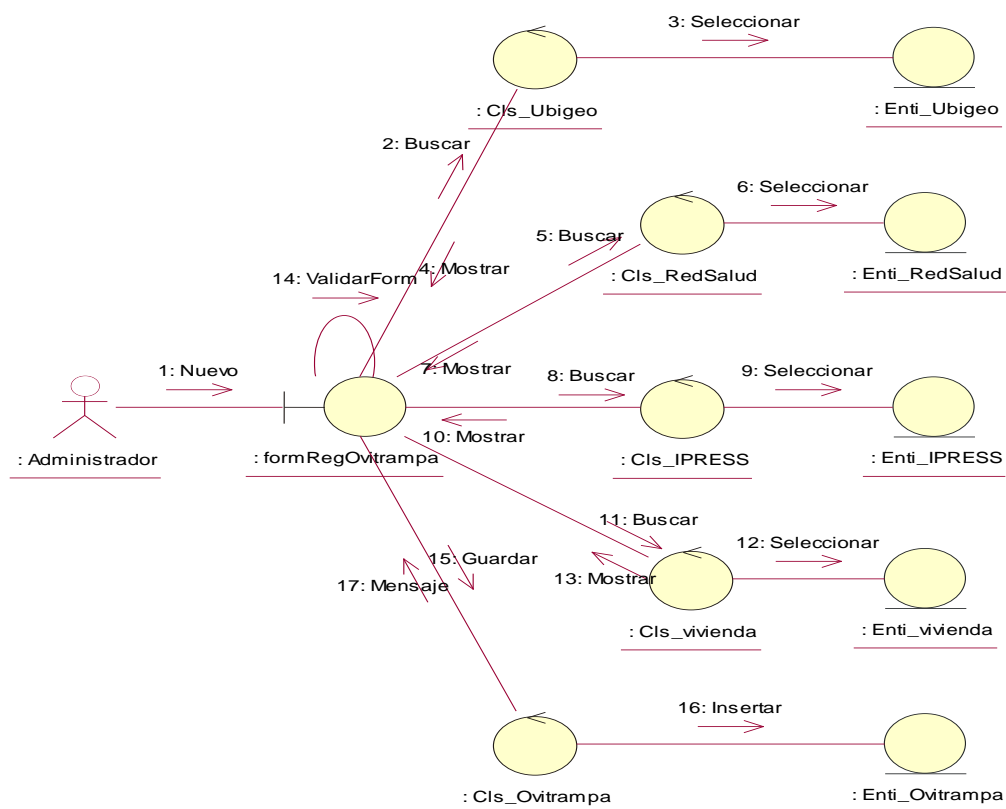 3: Seleccionar
: Cls_Ubigeo
: Enti_Ubigeo
2: Buscar
6: Seleccionar
5: Buscar
4: Mostrar
14: ValidarForm
: Cls_RedSalud
: Enti_RedSalud
1: Nuevo
7: Mostrar
8: Buscar
9: Seleccionar
10: Mostrar
: Administrador
: formRegOvitrampa
: Cls_IPRESS
: Enti_IPRESS
11: Buscar
12: Seleccionar
15: Guardar
17: Mensaje
13: Mostrar
: Cls_vivienda
: Enti_vivienda
16: Insertar
: Cls_Ovitrampa
: Enti_Ovitrampa